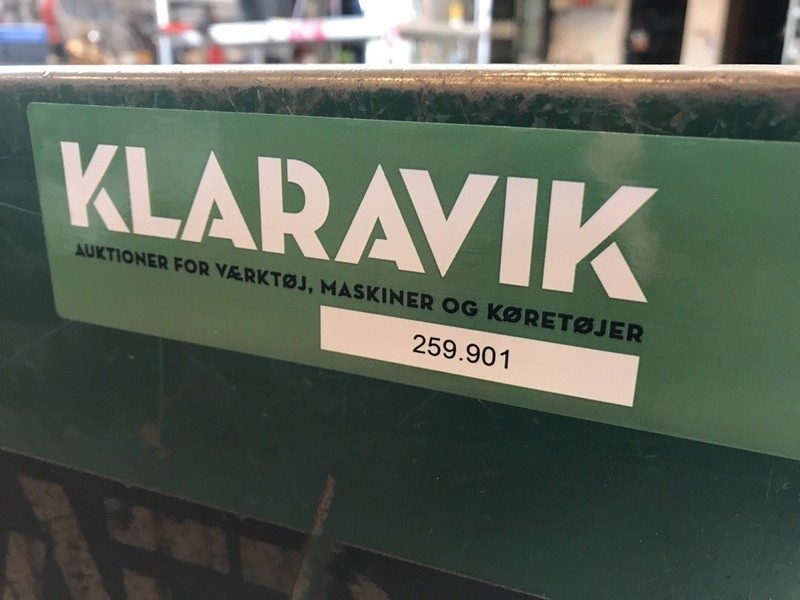 KLARAVIK
AUKTIONER FOR VÆRKTØJ, MASKINER OG KØRETØJER
259.901